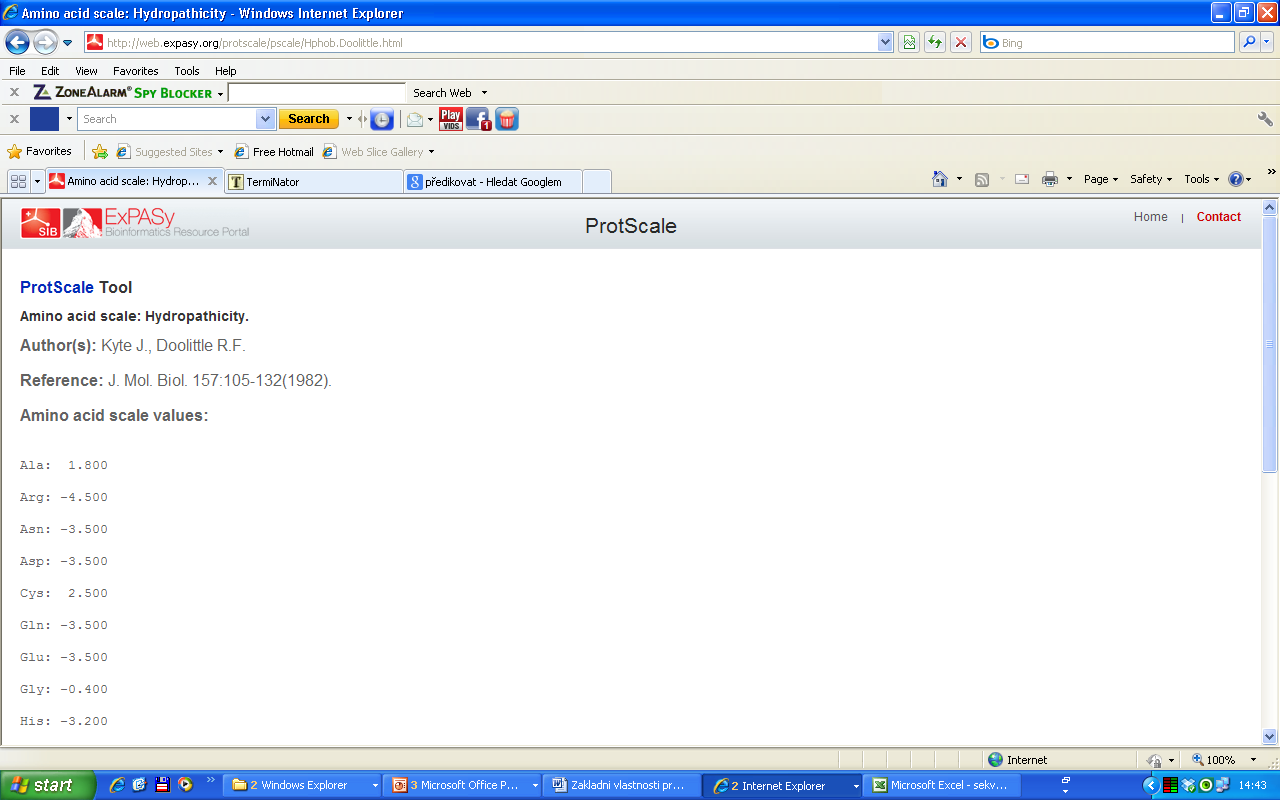 Amino acid scale: Hydropathicity - Windows Internet Explorer
http://web.expasy.org/protscale/pscale/Hphob.Doolittle.html
Bing
File Edit View Favorites Tools Help
ZONEALARM® SPY BLOCKER Search Web
Search Search Play VIDS 1
Favorites Suggested Sites Free Hotmail Web Slice Gallery
Amino acid scale: Hydrop... TermiNator předikovat - Hledat Googlem Page Safety Tools
SIB ExPASy Bioinformatics Resource Portal ProtScale Home | Contact
ProtScale Tool
Amino acid scale: Hydropathicity.
Author(s): Kyte J., Doolittle R.F.
Reference: J. Mol. Biol. 157:105-132(1982).
Amino acid scale values:
Ala: 1.800
Arg: -4.500
Asn: -3.500
Asp: -3.500
Cys: 2.500
Gln: -3.500
Glu: -3.500
Gly: -0.400
His: -3.200
Internet 100%
start 2 Windows Explorer 3 Microsoft Office P... Zakladni vlastnosti pr... 2 Internet Explorer Microsoft Excel - sekv... 14:43